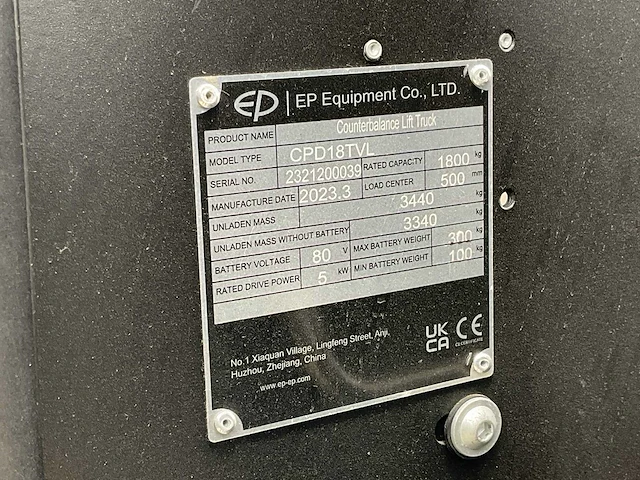 EP | EP Equipment Co., LTD.
PRODUCT NAME Counterbalance Lift Truck
MODEL TYPE CPD18TVL
SERIAL NO. 2321200039 RATED CAPACITY 1800 kg
MANUFACTURE DATE 2023.3 LOAD CENTER 500 mm
UNLADEN MASS 3440 kg
UNLADEN MASS WITHOUT BATTERY 3340 kg
BATTERY VOLTAGE 80 V MAX BATTERY WEIGHT 300 kg
RATED DRIVE POWER 5 kW MIN BATTERY WEIGHT 100 kg
No.1 Xiaquan Village, Lingfeng Street, Anji,
Huzhou, Zhejiang, China
www.ep-ep.com
UK
CA CE